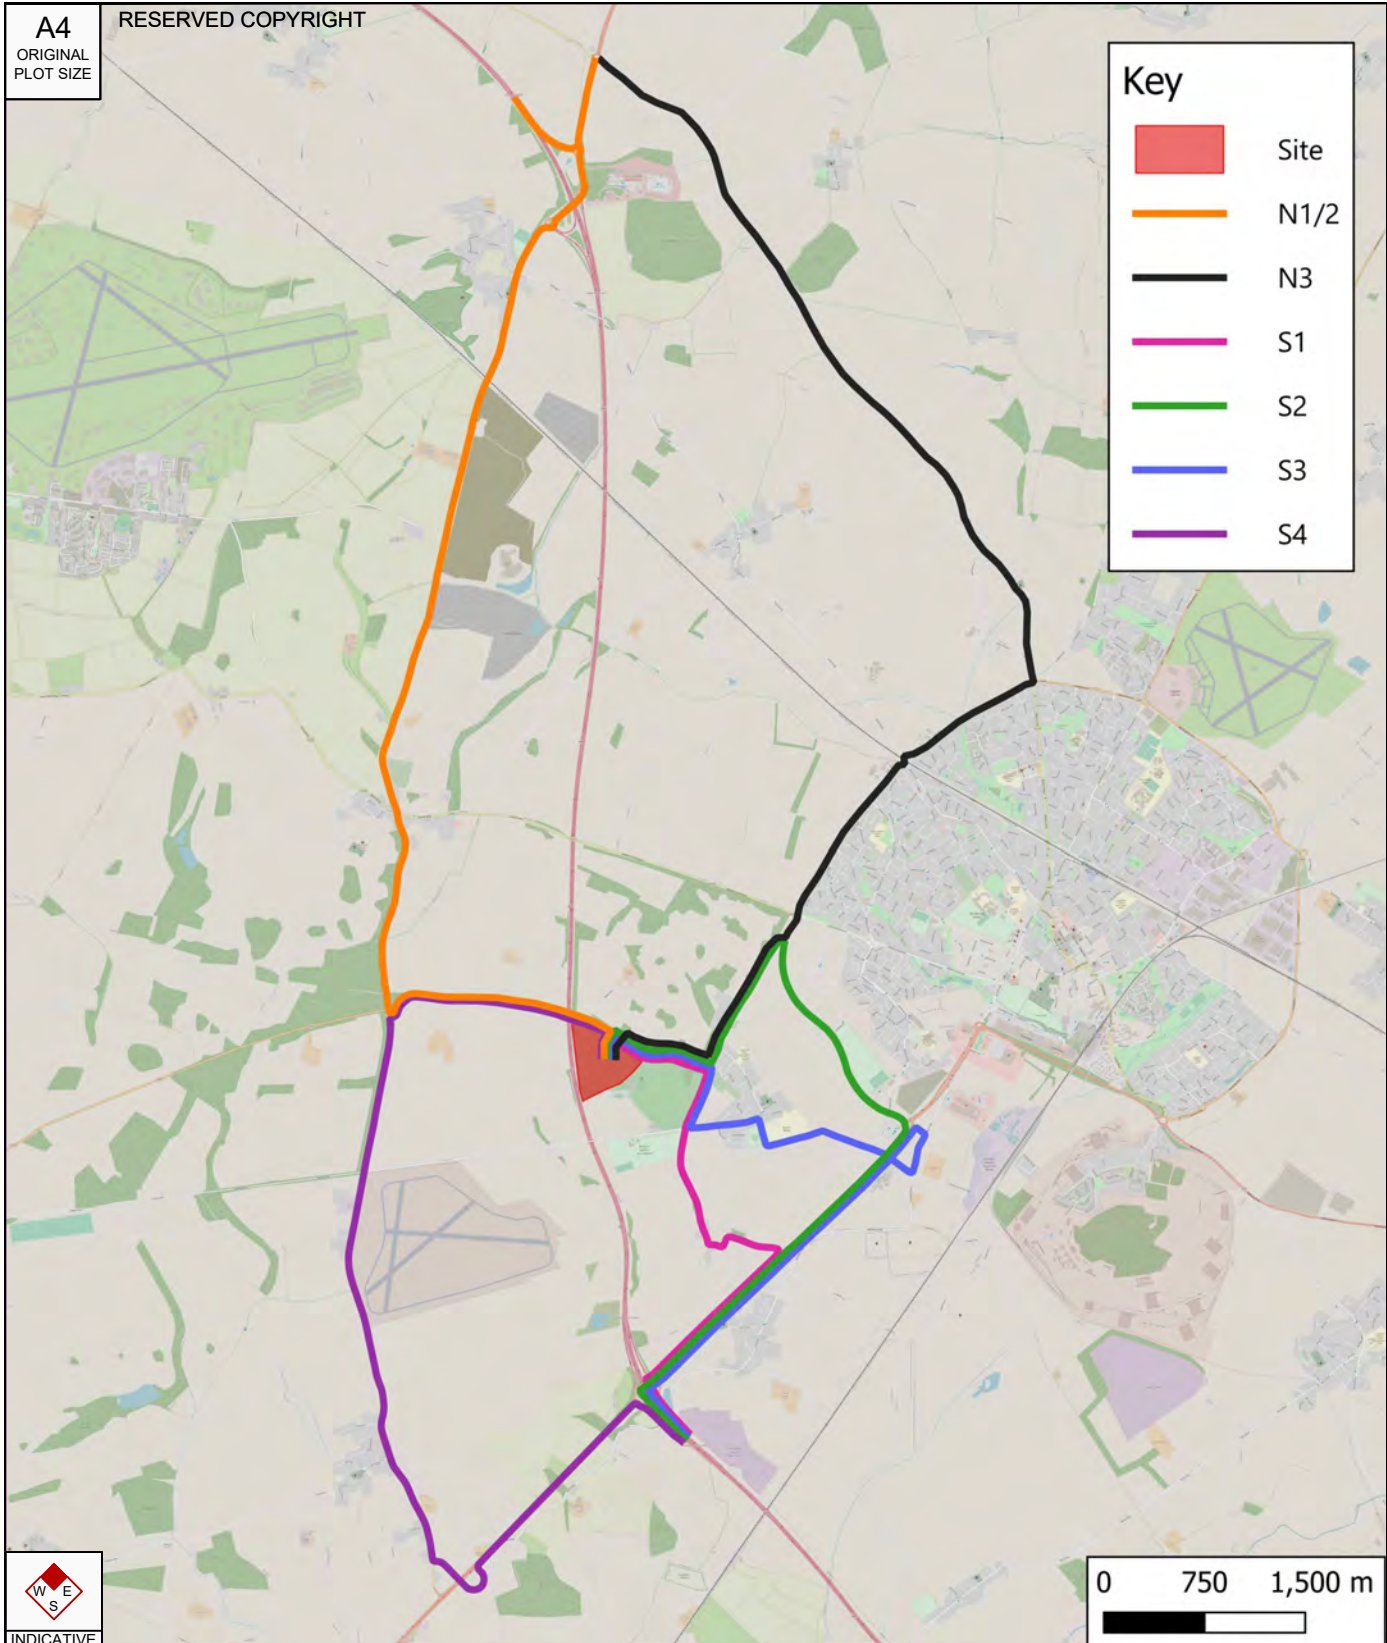 A4
ORIGINAL
PLOT SIZE
RESERVED COPYRIGHT
Key
Site
N1/2
N3
S1
S2
S3
S4
W E
S
INDICATIVE
0 750 1,500 m